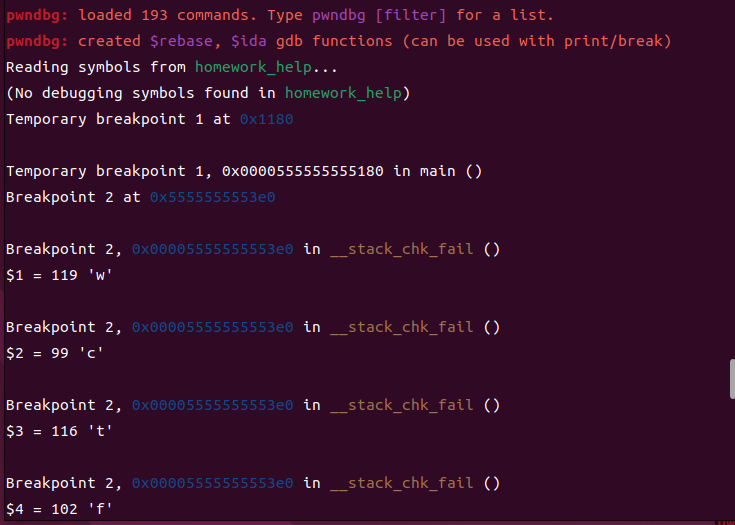 pwndbg: loaded 193 commands. Type pwndbg [filter] for a list.
pwndbg: created $rebase, $ida gdb functions (can be used with print/break)
Reading symbols from homework_help...
(No debugging symbols found in homework_help)
Temporary breakpoint 1 at 0x1180
Temporary breakpoint 1, 0x0000555555555180 in main ()
Breakpoint 2 at 0x5555555553e0
Breakpoint 2, 0x00005555555553e0 in __stack_chk_fail ()
$1 = 119 'w'
Breakpoint 2, 0x00005555555553e0 in __stack_chk_fail ()
$2 = 99 'c'
Breakpoint 2, 0x00005555555553e0 in __stack_chk_fail ()
$3 = 116 't'
Breakpoint 2, 0x00005555555553e0 in __stack_chk_fail ()
$4 = 102 'f'